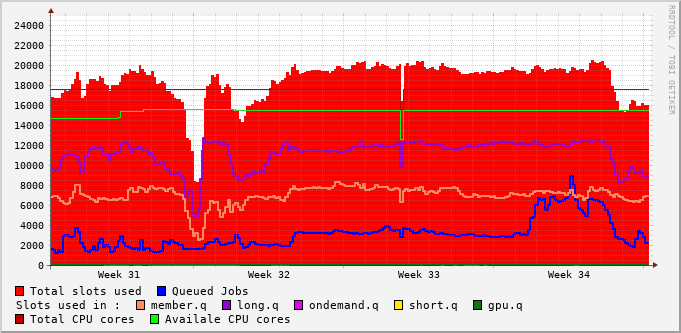 RRDTOOL / TOBI OETIKER
24000
22000
20000
18000
16000
14000
12000
10000
8000
6000
4000
2000
0
Week 31 Week 32 Week 33 Week 34
Total slots used Queued Jobs
Slots used in : member.q long.q ondemand.q short.q gpu.q
Total CPU cores Availale CPU cores